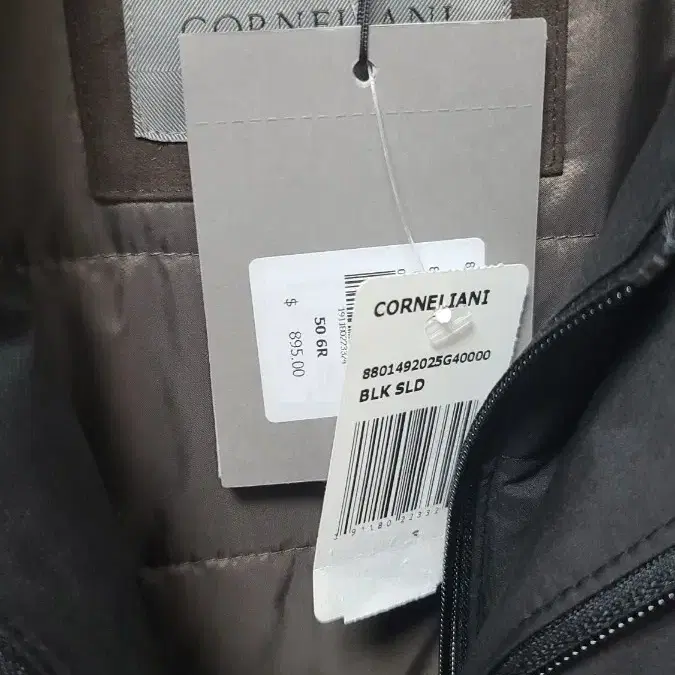 CORNELIANI
50 6R
$ 895.00
CORNELIANI
8801492025G40000
BLK SLD